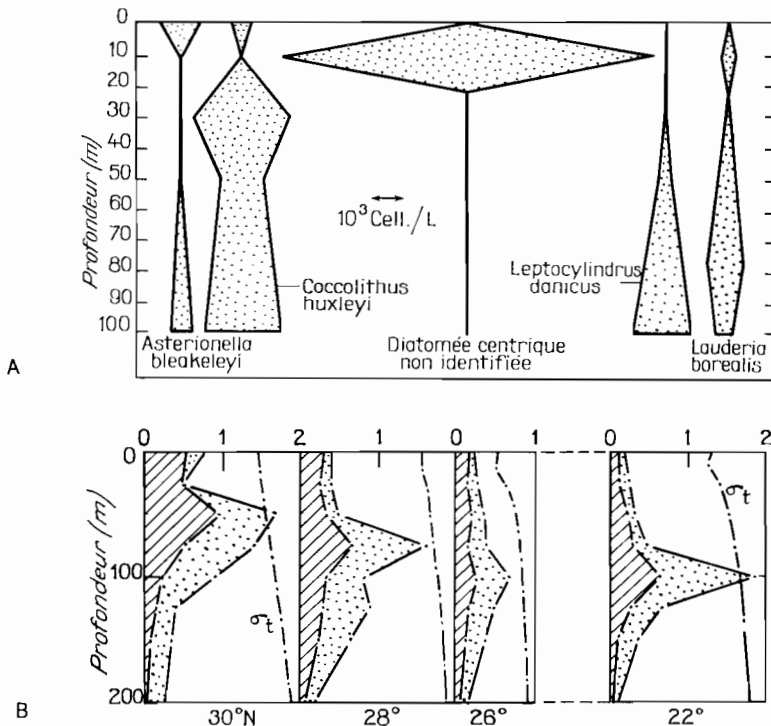 0
10
20
30
40
50
60
70
80
90
100
Profondeur (m)
10³ Cell./L
Coccolithus
huxleyi
Leptocylindrus
danicus
Asterionella
bleakeleyi
Diatomée centrique
non identifiée
Lauderia
borealis
A
0 1 2 1 0 1 0 1 2
0
100
200
Profondeur (m)
σt
σt
B
30°N 28° 26° 22°